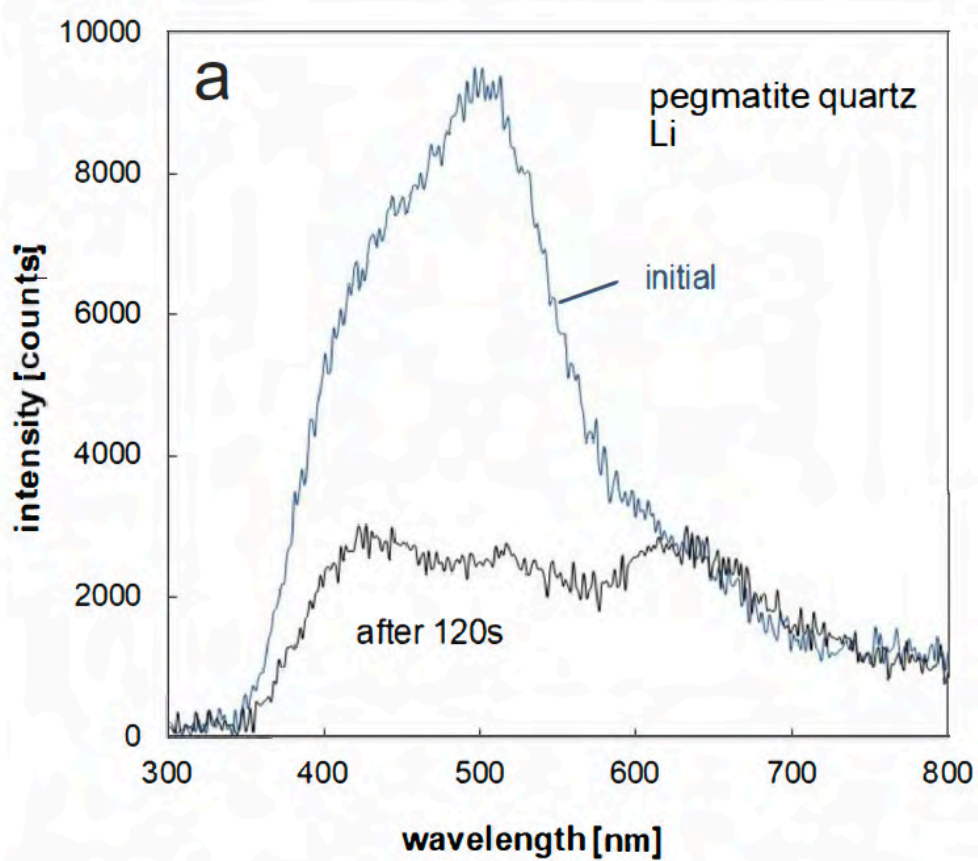 10000
a
pegmatite quartz
Li
8000
initial
6000
intensity [counts]
4000
2000
after 120s
0
300 400 500 600 700 800
wavelength [nm]